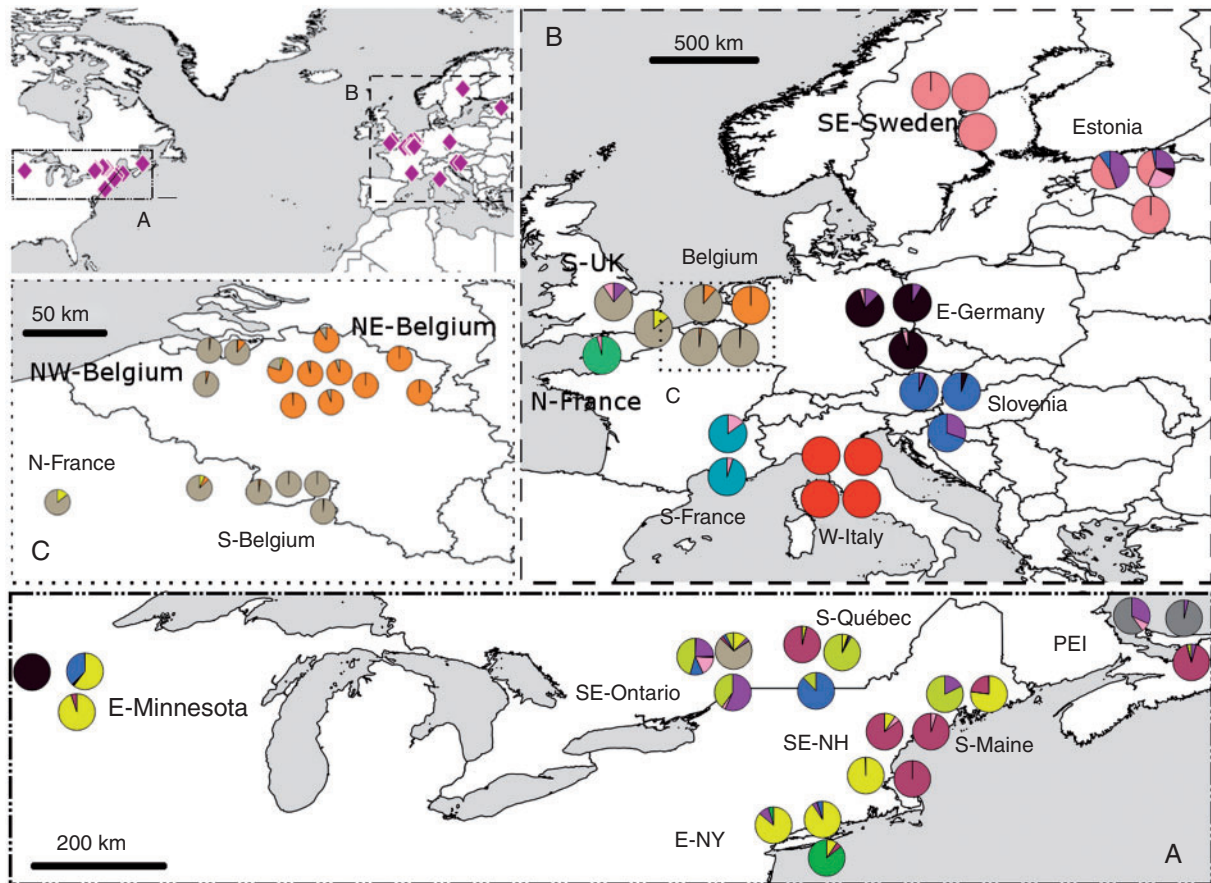 B
A
B
500 km
SE-Sweden
Estonia
S-UK
Belgium
E-Germany
N-France
C
Slovenia
S-France
W-Italy
50 km
NE-Belgium
NW-Belgium
N-France
S-Belgium
C
S-Québec
PEI
SE-Ontario
E-Minnesota
SE-NH
S-Maine
E-NY
200 km
A